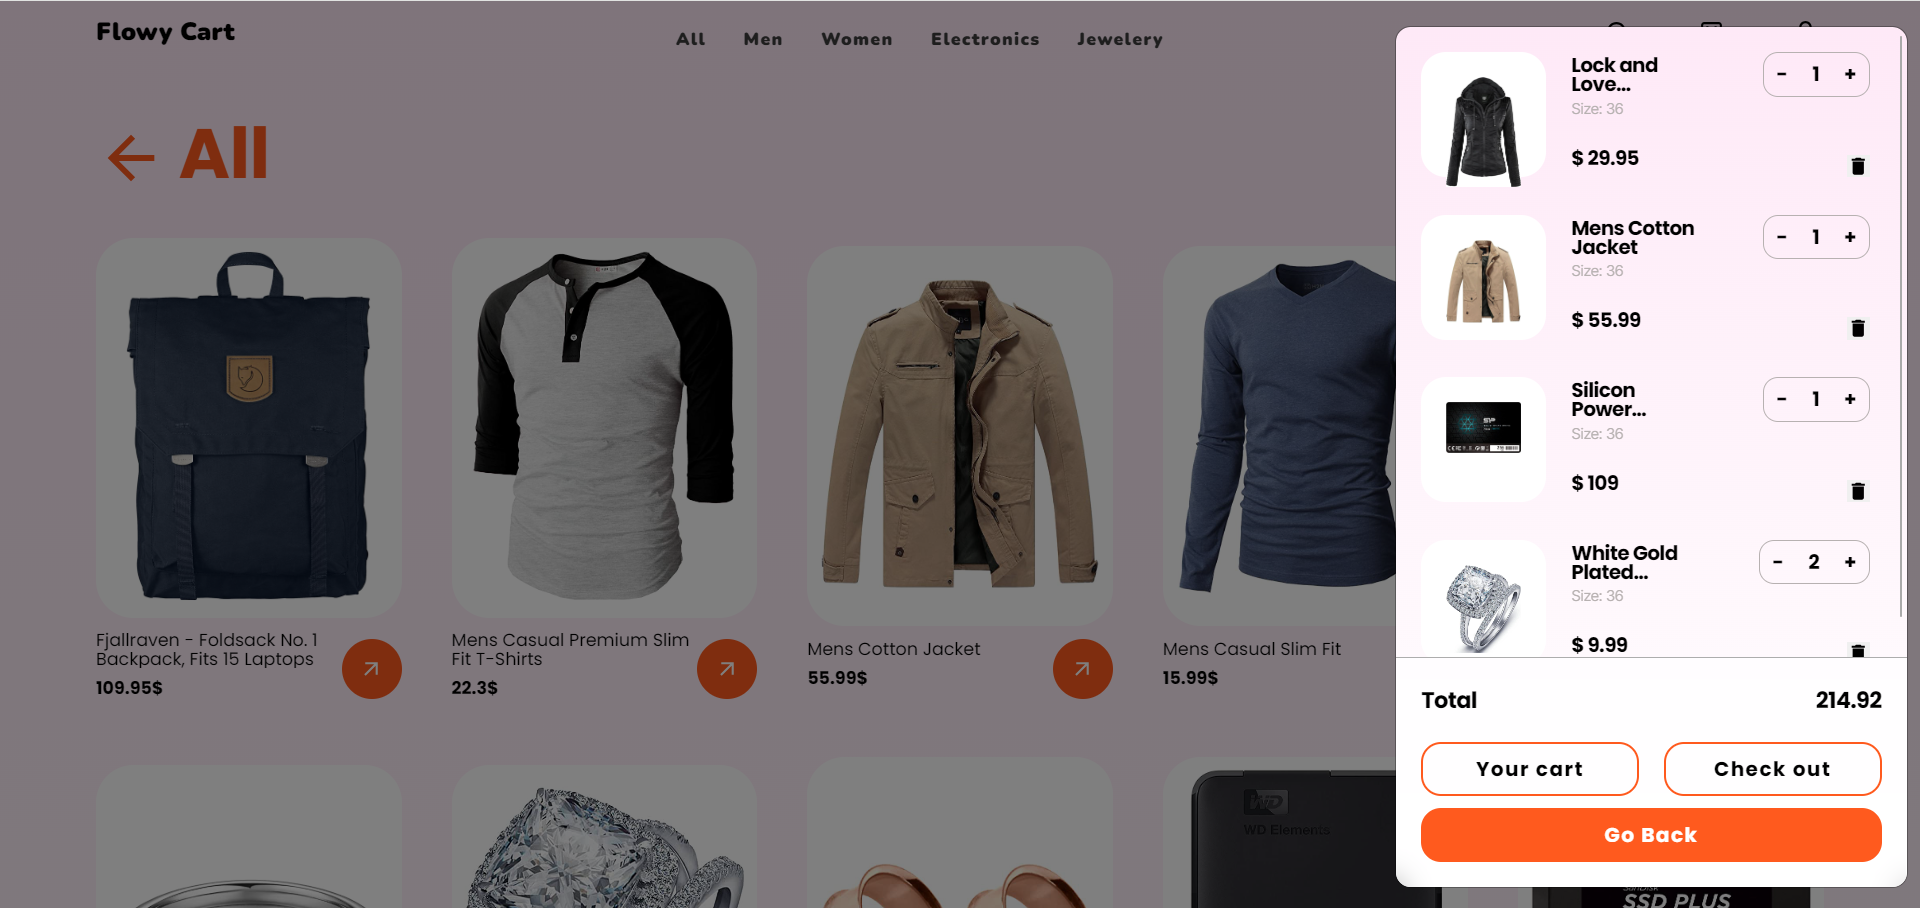 Flowy Cart
All Men Women Electronics Jewelery
All
Fjallraven - Foldsack No. 1
Backpack, Fits 15 Laptops
109.95$
Mens Casual Premium Slim
Fit T-Shirts
22.3$
Mens Cotton Jacket
55.99$
Mens Casual Slim Fit
15.99$
WD
WD Elements
SanDisk
SSD PLUS
Lock and
Love...
Size: 36
$ 29.95
- 1 +
Mens Cotton
Jacket
Size: 36
$ 55.99
- 1 +
Silicon
Power...
Size: 36
$ 109
- 1 +
SP
White Gold
Plated...
Size: 36
$ 9.99
- 2 +
Total 214.92
Your cart Check out
Go Back